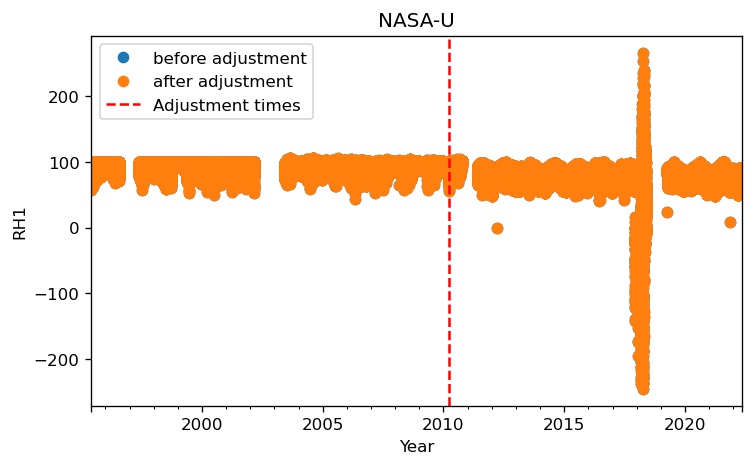 NASA-U
before adjustment
after adjustment
Adjustment times
200
100
0
−100
−200
RH1
2000
2005
2010
2015
2020
Year